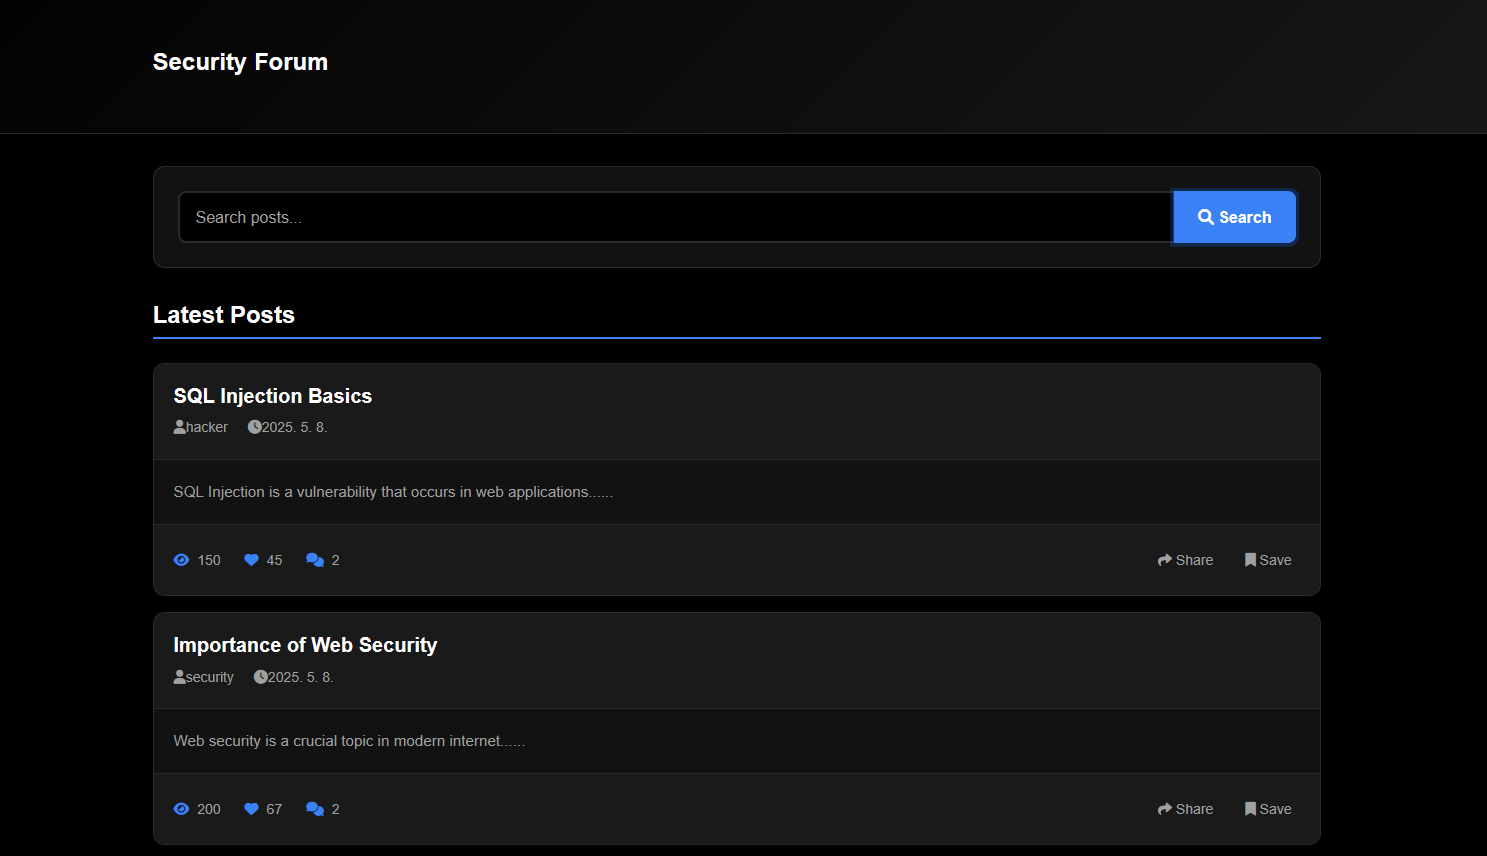 Security Forum
Search posts...
Search
Latest Posts
SQL Injection Basics
hacker 2025. 5. 8.
SQL Injection is a vulnerability that occurs in web applications......
150 45 2 Share Save
Importance of Web Security
security 2025. 5. 8.
Web security is a crucial topic in modern internet......
200 67 2 Share Save